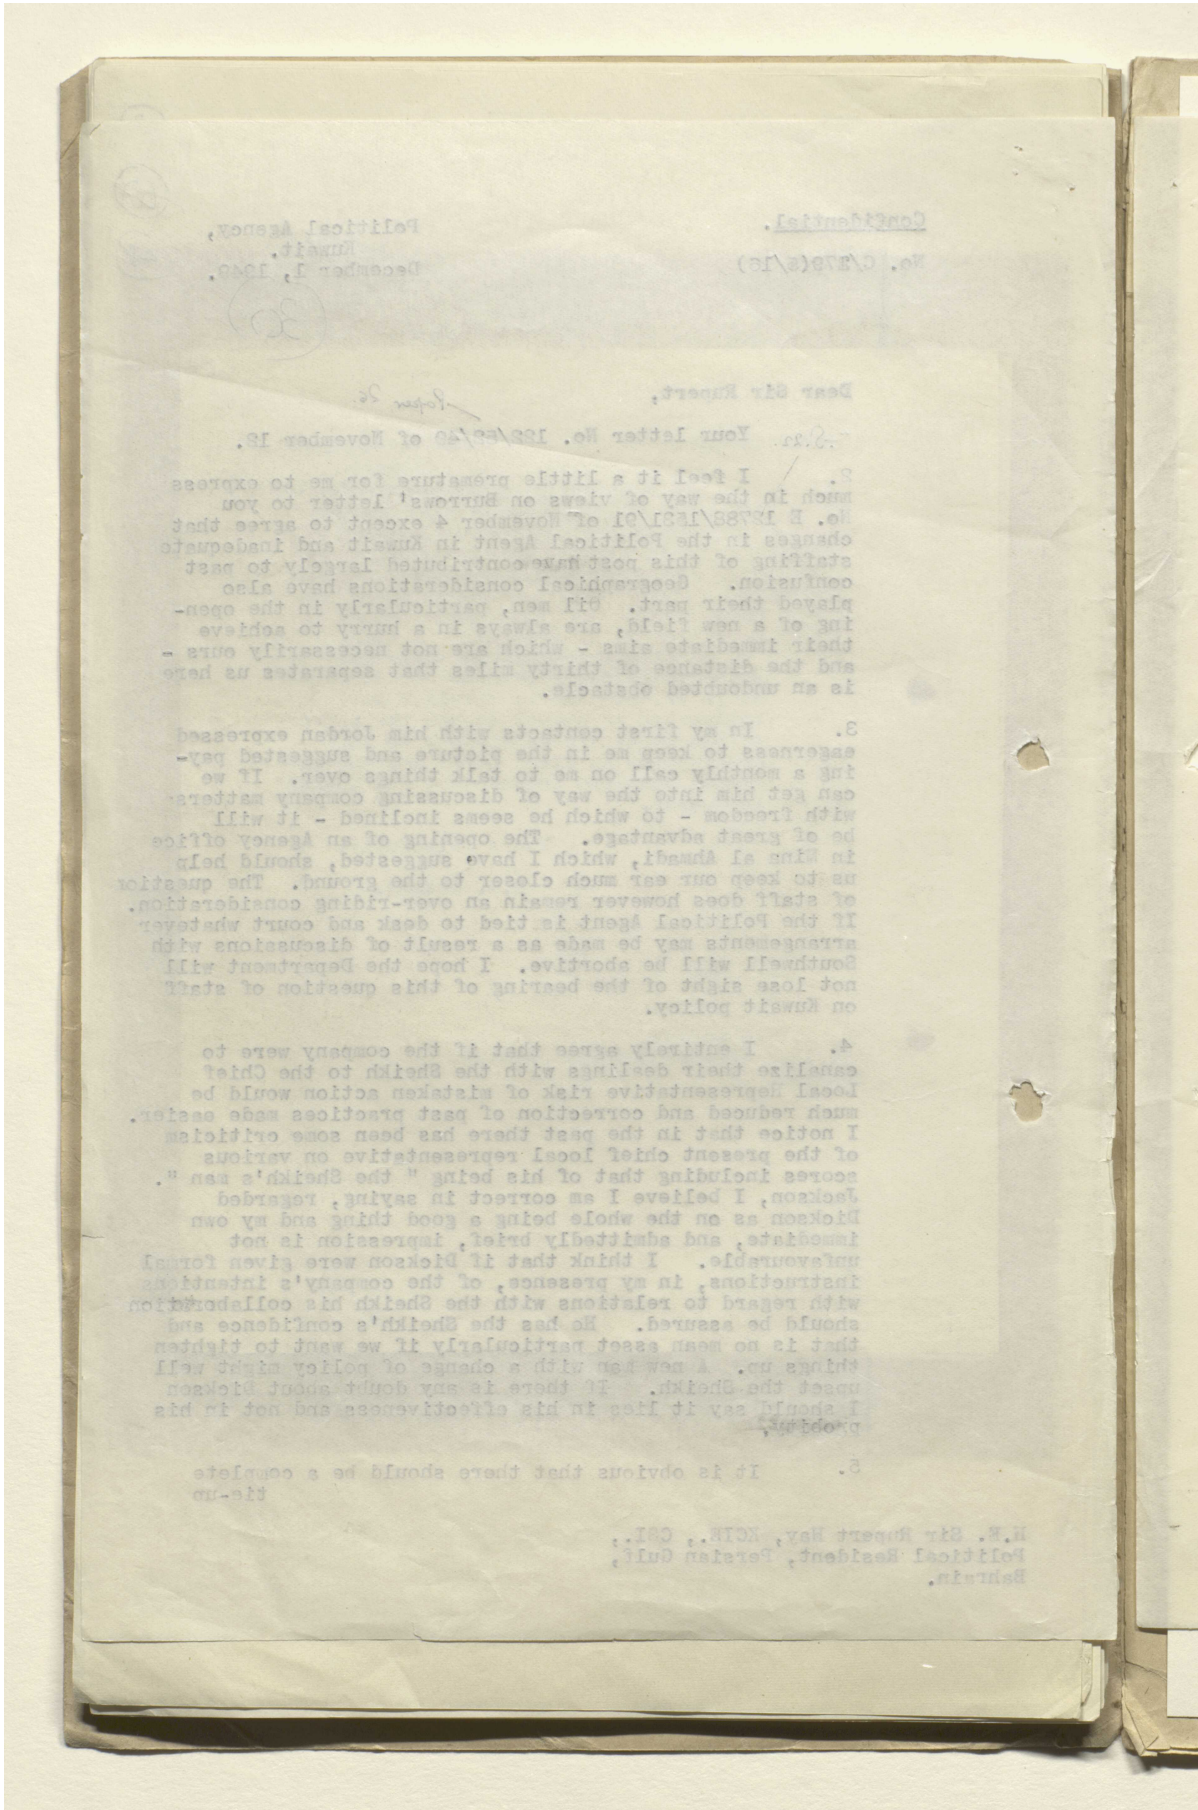 Confidential.
Political Agency,
Kuwait.
December 1, 1949.
30
Dear Sir Rupert,
Your letter No. 122/62/49 of November 12.
2. I feel it a little premature for me to express
much in the way of views on Burrows' letter to you
No. E 12788/1531/91 of November 4 except to agree that
changes in the Political Agent in Kuwait and inadequate
staffing of this post have contributed largely to past
confusion. Geographical considerations have also
played their part. Oil men, particularly in the open-
ing of a new field, are always in a hurry to achieve
their immediate aims - which are not necessarily ours -
and the distance of thirty miles that separates us here
is an undoubted obstacle.
3. In my first contacts with him Jordan expressed
eagerness to keep me in the picture and suggested pay-
ing a monthly call on me to talk things over. If we
can get him into the way of discussing company matters
with freedom - to which he seems inclined - it will
be of great advantage. The opening of an Agency office
in Mina al Ahmadi, which I have suggested, should help
us to keep our ear much closer to the ground. The question
of staff does however remain an over-riding consideration.
If the Political Agent is tied to desk and court whatever
arrangements may be made as a result of discussions with
Southwell will be abortive. I hope the Department will
not lose sight of the bearing of this question of staff
on Kuwait policy.
4. I entirely agree that if the company were to
canalize their dealings with the Sheikh to the Chief
Local Representative risk of mistaken action would be
much reduced and correction of past practices made easier.
I notice that in the past there has been some criticism
of the present chief local representative on various
scores including that of his being " the Sheikh's man ".
Jackson, I believe I am correct in saying, regarded
Dickson as on the whole being a good thing and my own
immediate, and admittedly brief, impression is not
unfavourable. I think that if Dickson were given formal
instructions, in my presence, of the company's intentions
with regard to relations with the Sheikh his collaboration
should be assured. He has the Sheikh's confidence and
that is no mean asset particularly if we want to tighten
things up. A new man with a change of policy might well
upset the Sheikh. If there is any doubt about Dickson
I should say it lies in his effectiveness and not in his
probity.
5. It is obvious that there should be a complete
tie-up
H.E. Sir Rupert Hay, KCIE., CSI.,
Political Resident, Persian Gulf,
Bahrain.